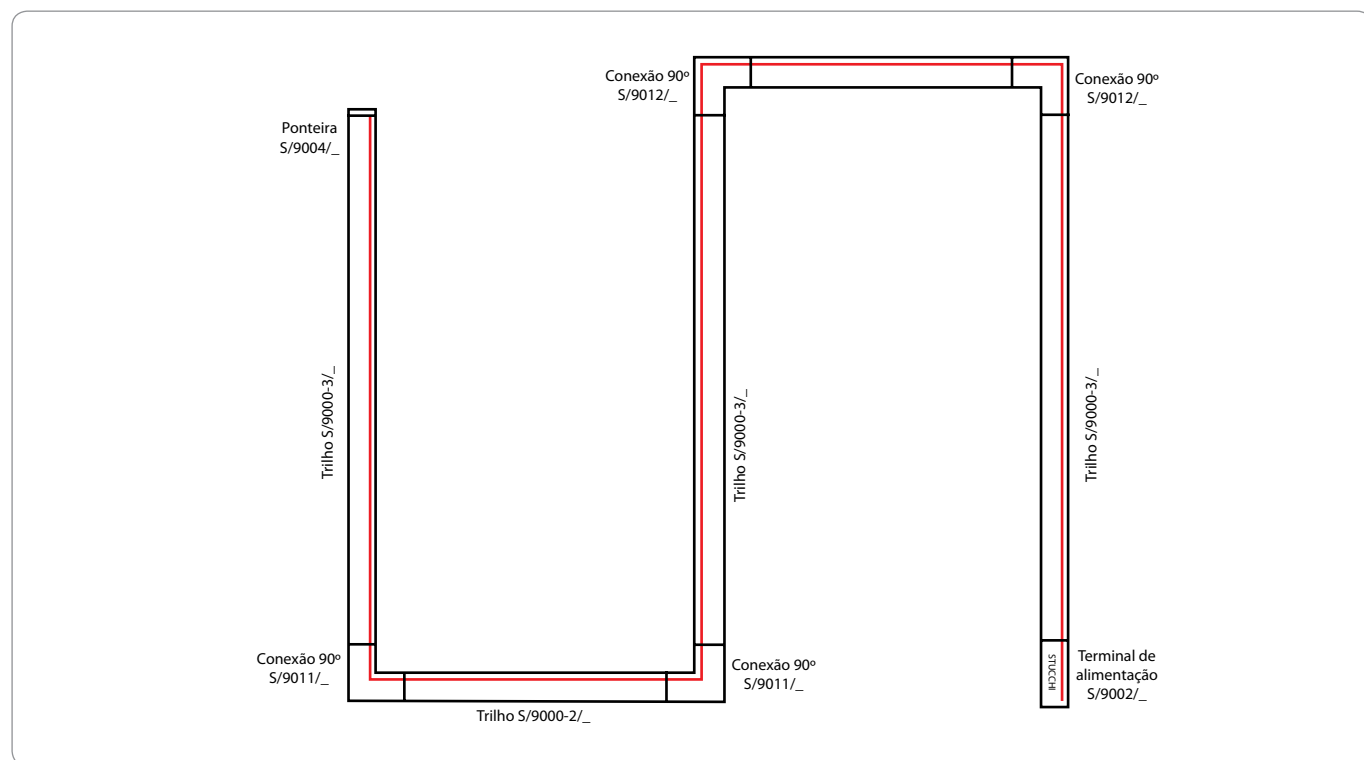 Conexão 90º
S/9012/_
Conexão 90º
S/9012/_
Ponteira
S/9004/_
Trilho S/9000-3/_
Trilho S/9000-3/_
Trilho S/9000-3/_
Conexão 90º
S/9011/_
Conexão 90º
S/9011/_
STUCCHI
Terminal de
alimentação
S/9002/_
Trilho S/9000-2/_